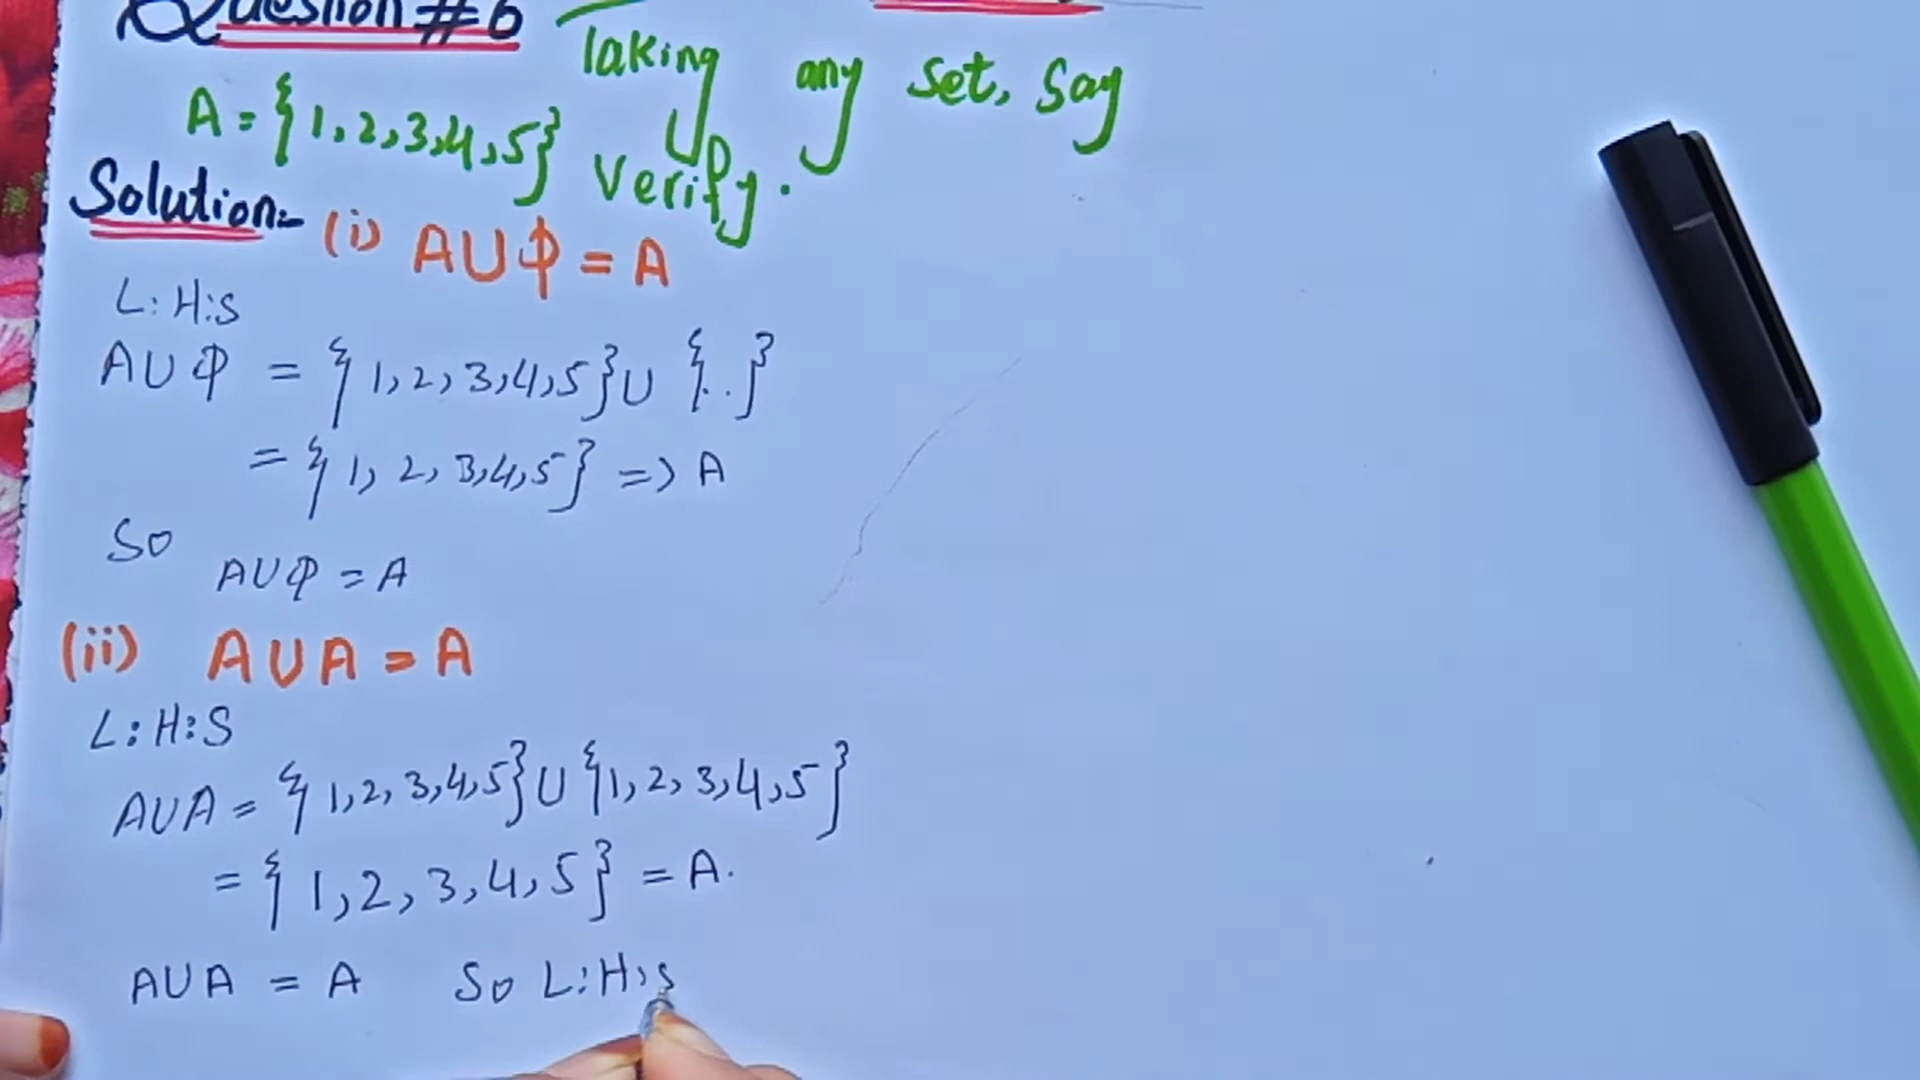 Question #6
Taking any set, say
A = {1, 2, 3, 4, 5} Verify.
Solution:- (i) A∪Φ = A
L:H:S
A∪Φ = {1, 2, 3, 4, 5} ∪ {..}
= {1, 2, 3, 4, 5} => A
So
A∪Φ = A
(ii) A∪A = A
L:H:S
A∪A = {1, 2, 3, 4, 5} ∪ {1, 2, 3, 4, 5}
= {1, 2, 3, 4, 5} = A.
A∪A = A So L:H:S